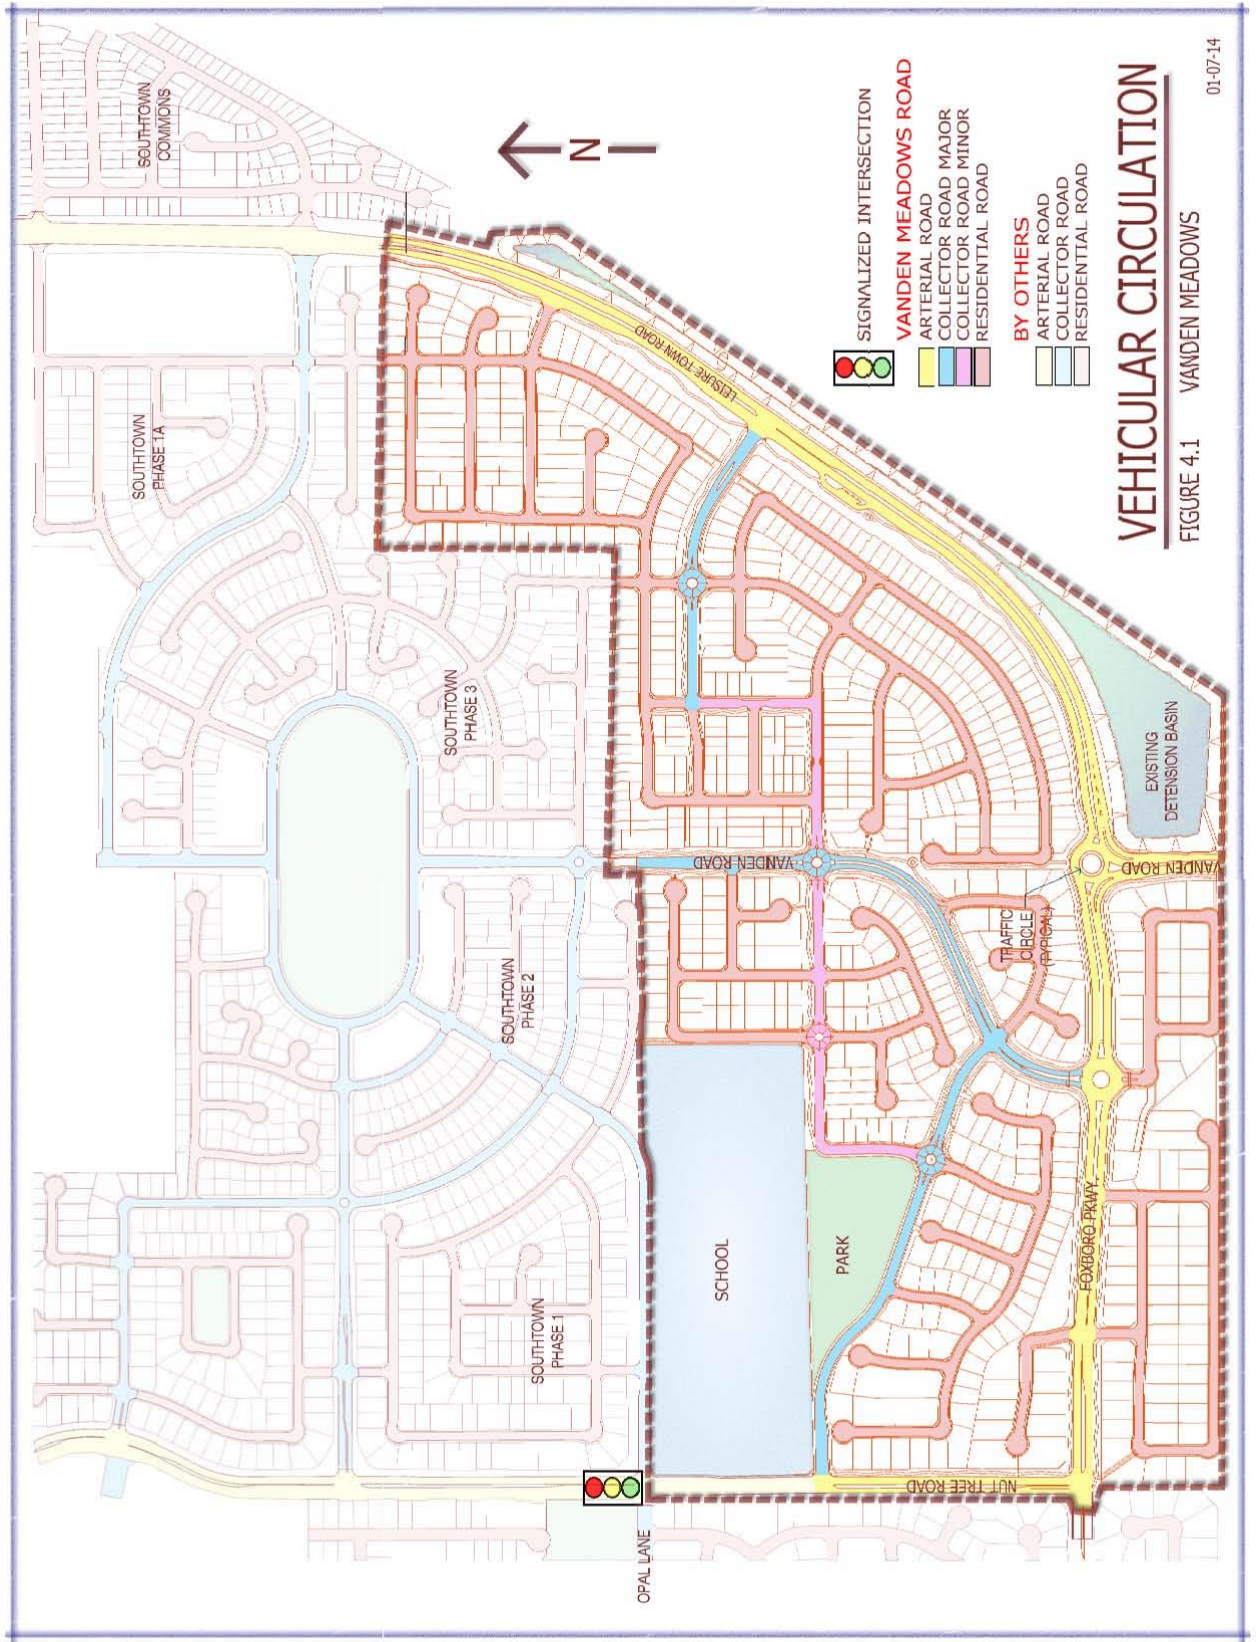 SOUTHTOWN
COMMONS
SOUTHTOWN
PHASE 1A
SOUTHTOWN
PHASE 3
SOUTHTOWN
PHASE 2
SOUTHTOWN
PHASE 1
N
LEISURE TOWN ROAD
VANDEN ROAD
VANDEN ROAD
EXISTING
DETENSION BASIN
TRAFFIC
CIRCLE
(TYPICAL)
SCHOOL
PARK
FOXBORO PKWY
NUT TREE ROAD
OPAL LANE
SIGNALIZED INTERSECTION
VANDEN MEADOWS ROAD
ARTERIAL ROAD
COLLECTOR ROAD MAJOR
COLLECTOR ROAD MINOR
RESIDENTIAL ROAD
BY OTHERS
ARTERIAL ROAD
COLLECTOR ROAD
RESIDENTIAL ROAD
VEHICULAR CIRCULATION
FIGURE 4.1 VANDEN MEADOWS
01-07-14